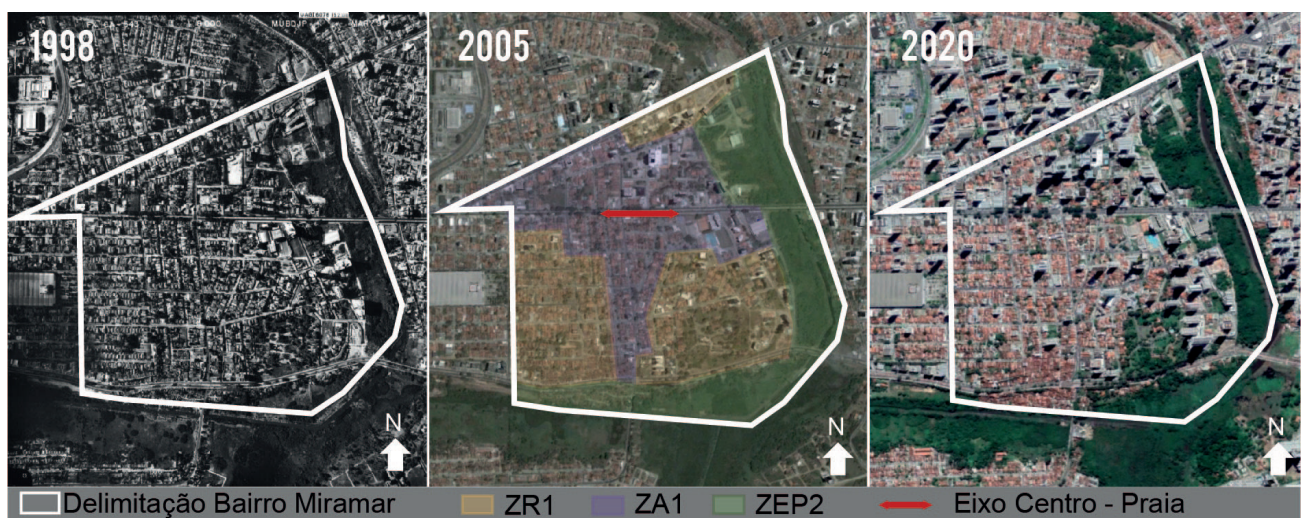 1998
2005
2020
N
N
N
Delimitação Bairro Miramar
ZR1
ZA1
ZEP2
Eixo Centro - Praia